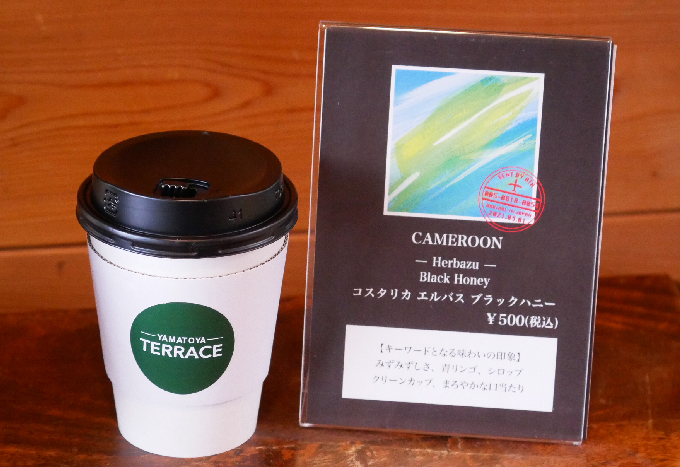 YAMATOYA
TERRACE
CAMEROON
— Herbazu —
Black Honey
コスタリカ エルバス ブラックハニー
￥500(税込)
【キーワードとなる味わいの印象】
みずみずしさ、青リンゴ、シロップ
クリーンカップ、まろやかな口当たり